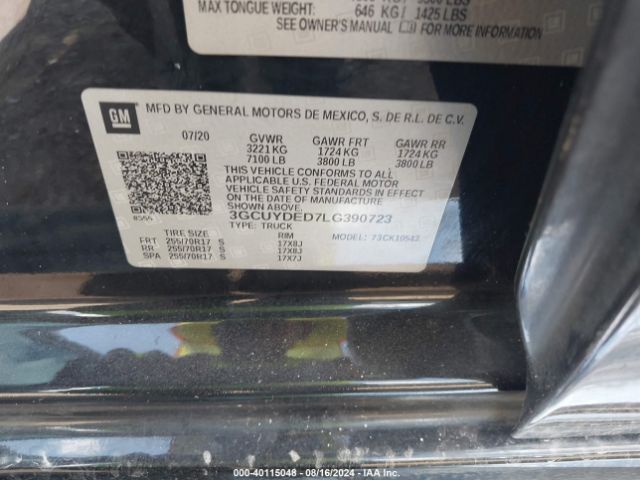 MAX TONGUE WEIGHT: 646 KG/ 1425 LBS
SEE OWNER'S MANUAL FOR MORE INFORMATION
GM
MFD BY GENERAL MOTORS DE MEXICO, S. DE R.L. DE C.V.
07/20 GVWR GAWR FRT GAWR RR
3221 KG 1724 KG 1724 KG
7100 LB 3800 LB 3800 LB
THIS VEHICLE CONFORMS TO ALL
APPLICABLE U.S. FEDERAL MOTOR
VEHICLE SAFETY STANDARDS IN EFFECT
ON THE DATE OF MANUFACTURE
SHOWN ABOVE.
3GCUYDED7LG390723
TYPE: TRUCK MODEL: 73CK10543
TIRE SIZE RIM
FRT 255/70R17 S 17X8J
RR 255/70R17 S 17X8J
SPA 255/70R17 S 17X7J
000-40115048 - 08/16/2024 - IAA Inc.